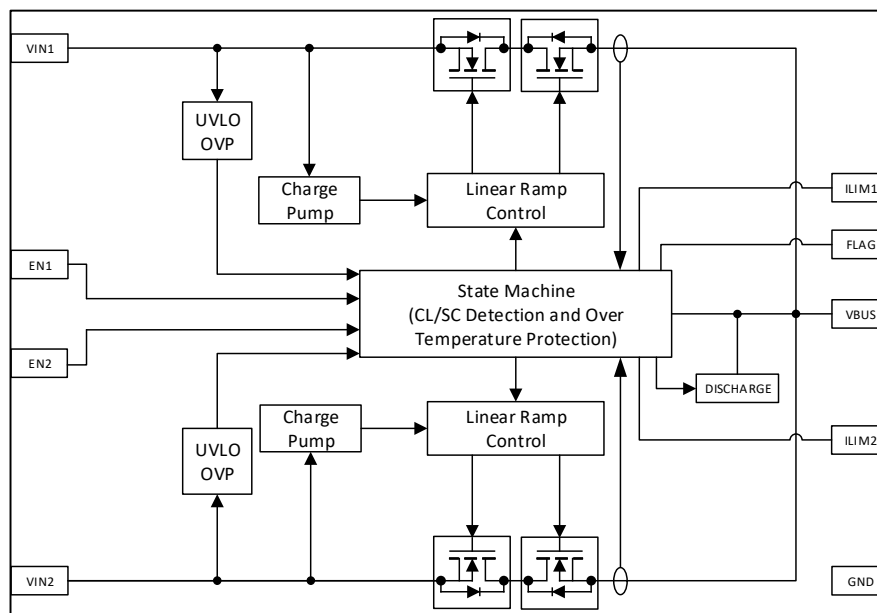 VIN1
UVLO
OVP
Charge
Pump
Linear Ramp
Control
ILIM1
FLAG
EN1
State Machine
(CL/SC Detection and Over
Temperature Protection)
VBUS
EN2
DISCHARGE
Charge
Pump
Linear Ramp
Control
UVLO
OVP
ILIM2
VIN2
GND